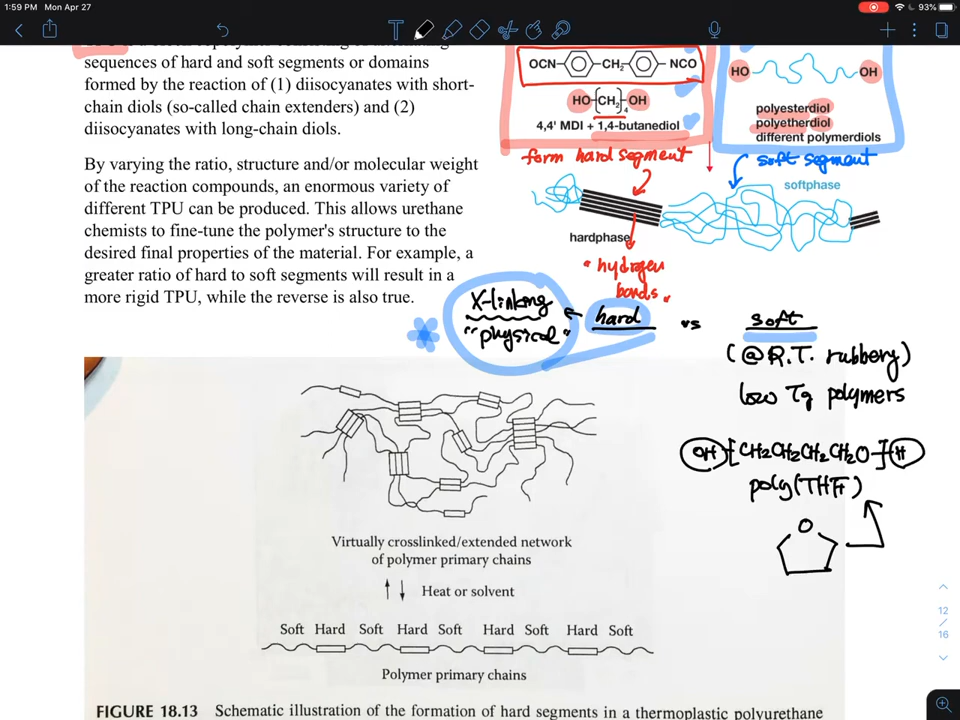 1:59 PM Mon Apr 27
93%
sequences of hard and soft segments or domains
formed by the reaction of (1) diisocyanates with short-
chain diols (so-called chain extenders) and (2)
diisocyanates with long-chain diols.
By varying the ratio, structure and/or molecular weight
of the reaction compounds, an enormous variety of
different TPU can be produced. This allows urethane
chemists to fine-tune the polymer's structure to the
desired final properties of the material. For example, a
greater ratio of hard to soft segments will result in a
more rigid TPU, while the reverse is also true.
OCN CH2 NCO
HO [CH2]4 OH
4,4' MDI + 1,4-butanediol
HO OH
polyesterdiol
polyetherdiol
different polymerdiols
form hard segment
soft segment
softphase
hardphase
"hydrogen
bonds"
X-linking
"physical"
hard vs soft
(@R.T. rubbery)
low Tg polymers
OH-[CH2CH2CH2CH2O-]-H
poly(THF)
O
Virtually crosslinked/extended network
of polymer primary chains
Heat or solvent
Soft Hard Soft Hard Soft Hard Soft Hard Soft
Polymer primary chains
FIGURE 18.13 Schematic illustration of the formation of hard segments in a thermoplastic polyurethane
12
/
16